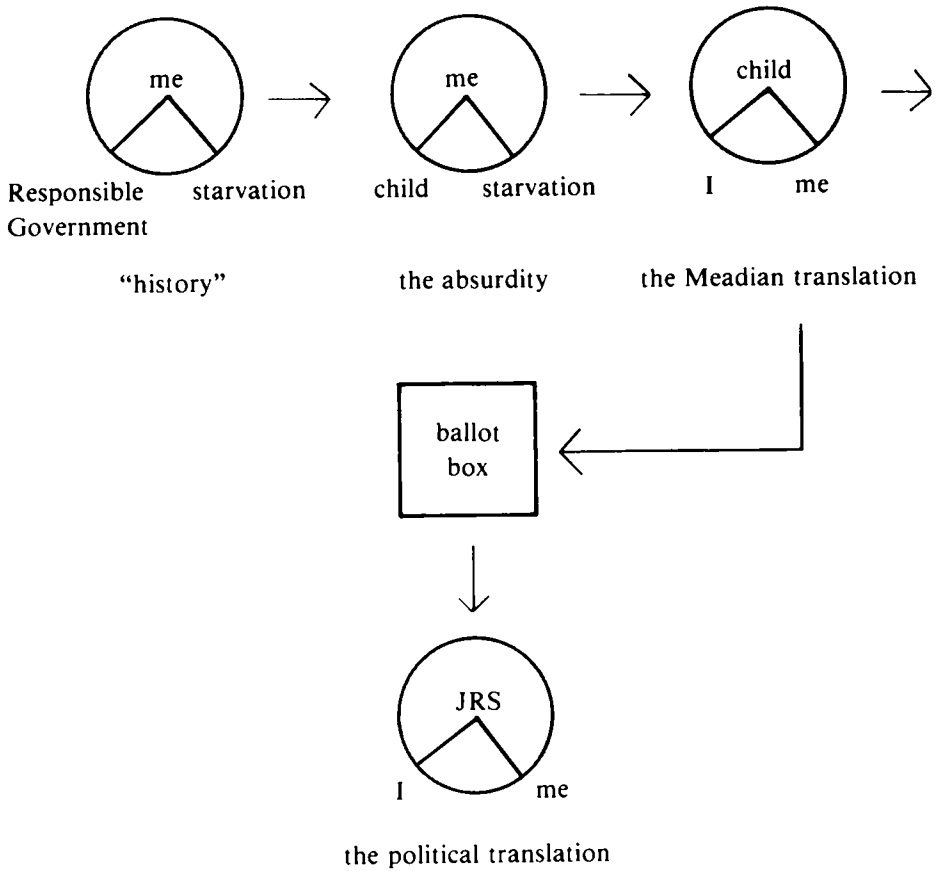 me
me
child
Responsible starvation
Government
child starvation
I me
“history”
the absurdity
the Meadian translation
ballot
box
JRS
I me
the political translation